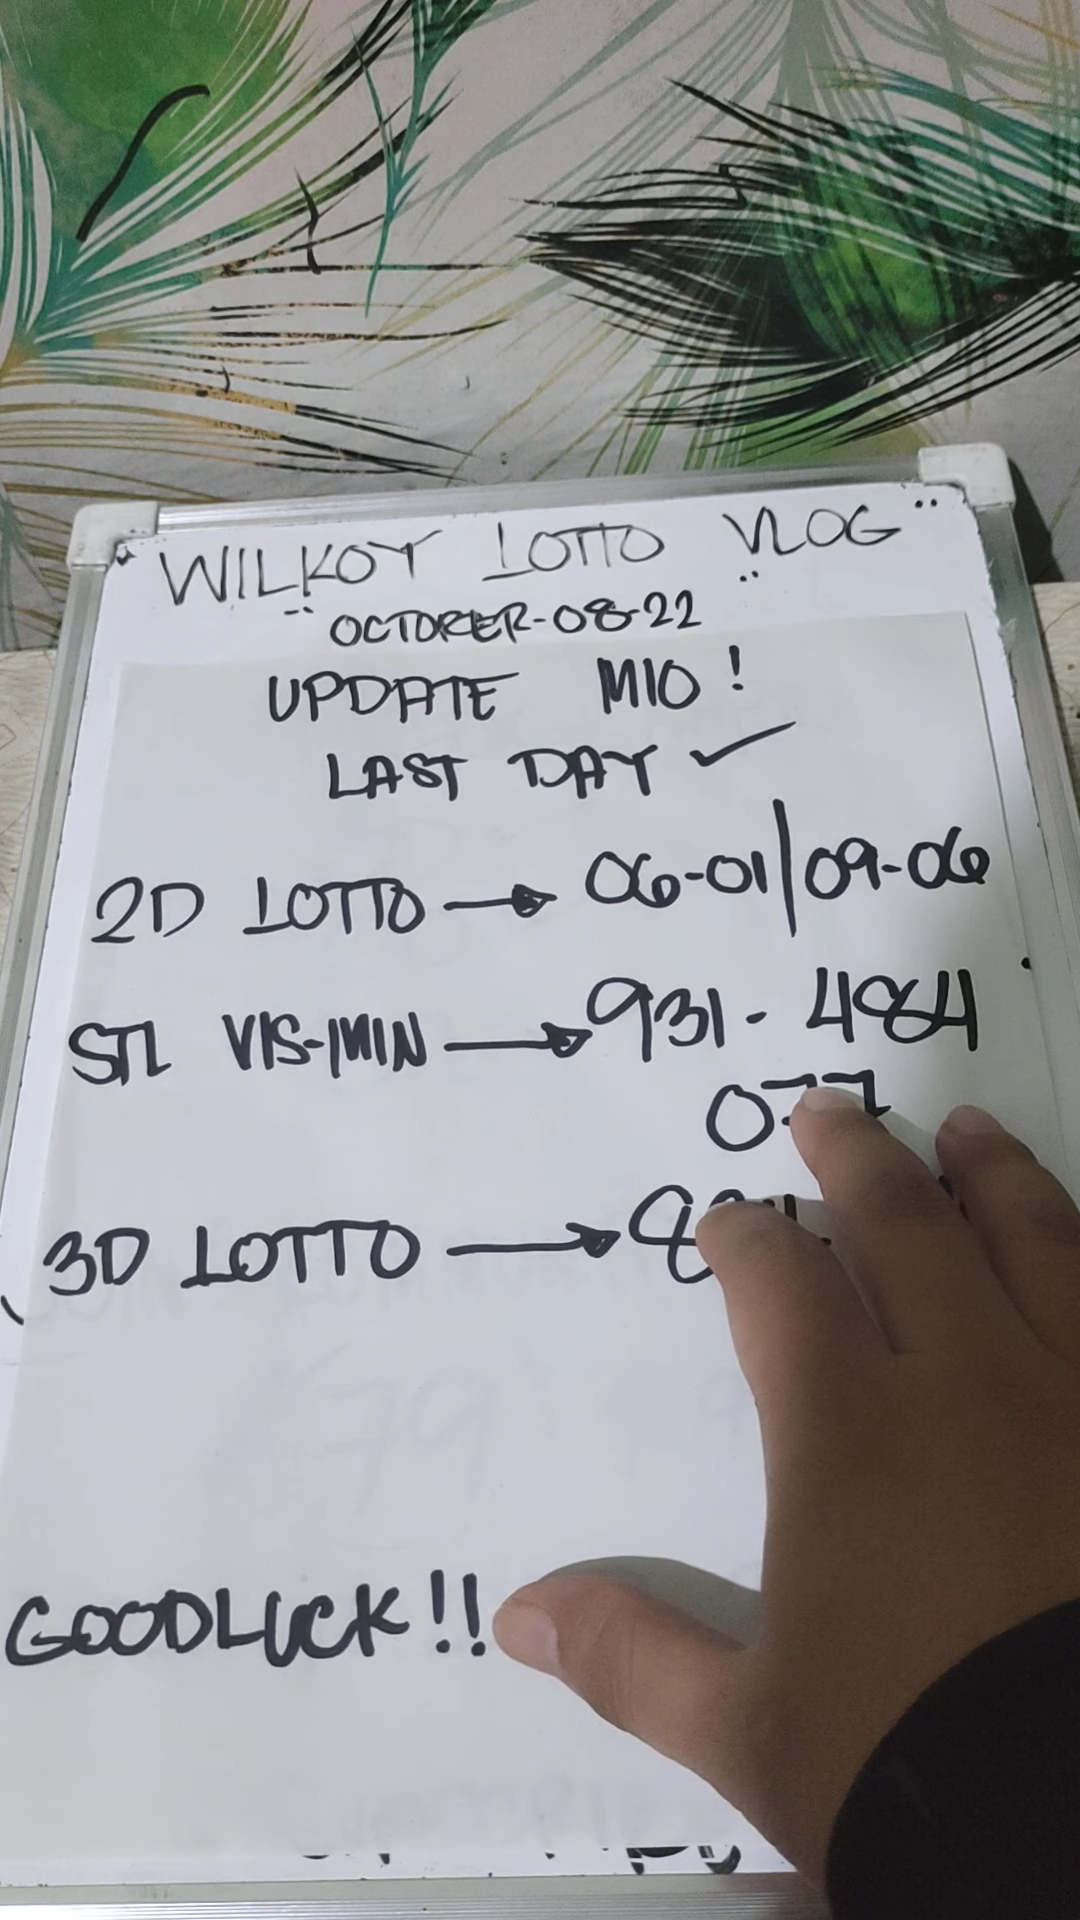 WILKOY LOTTO VLOG
OCTOBER-08-22
UPDATE MIO!
LAST DAY ✓
2D LOTTO → 06-01|09-06
STL VIS-MIN → 931-484
077
3D LOTTO →
GOODLUCK!!